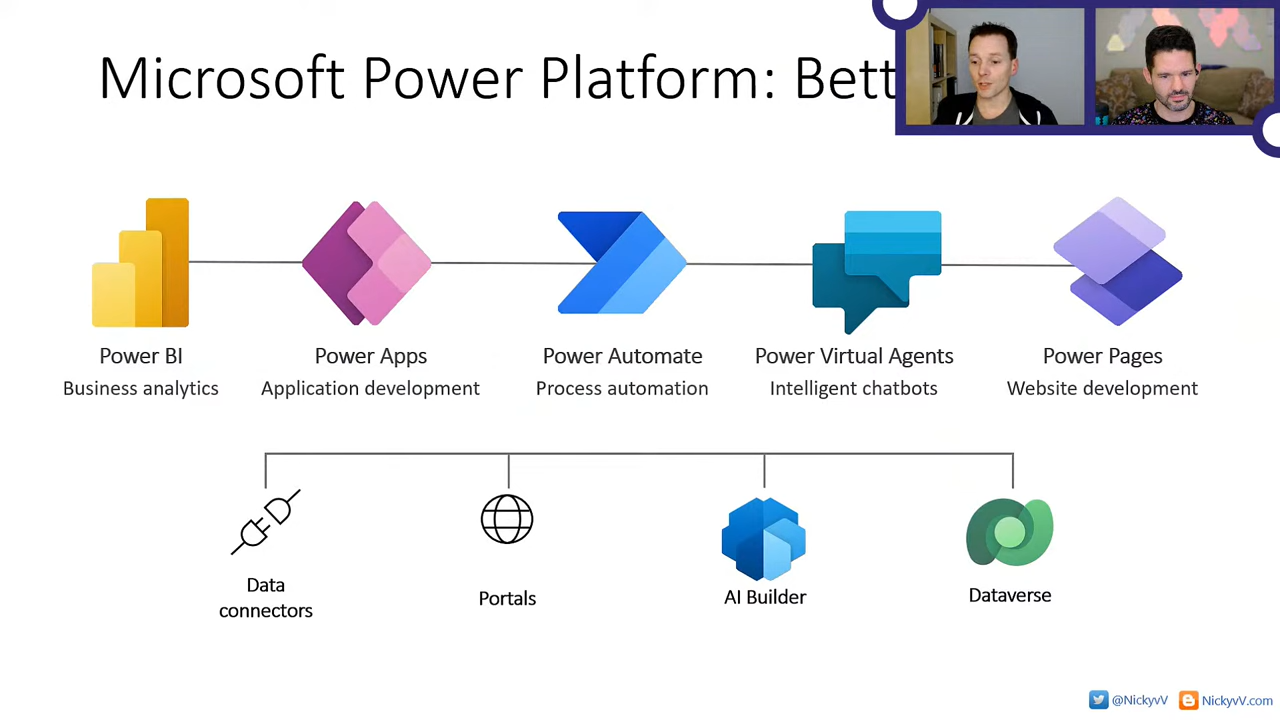 Microsoft Power Platform: Bett
Power BI
Business analytics
Power Apps
Application development
Power Automate
Process automation
Power Virtual Agents
Intelligent chatbots
Power Pages
Website development
Data
connectors
Portals
AI Builder
Dataverse
@NickyvV
NickyvV.com